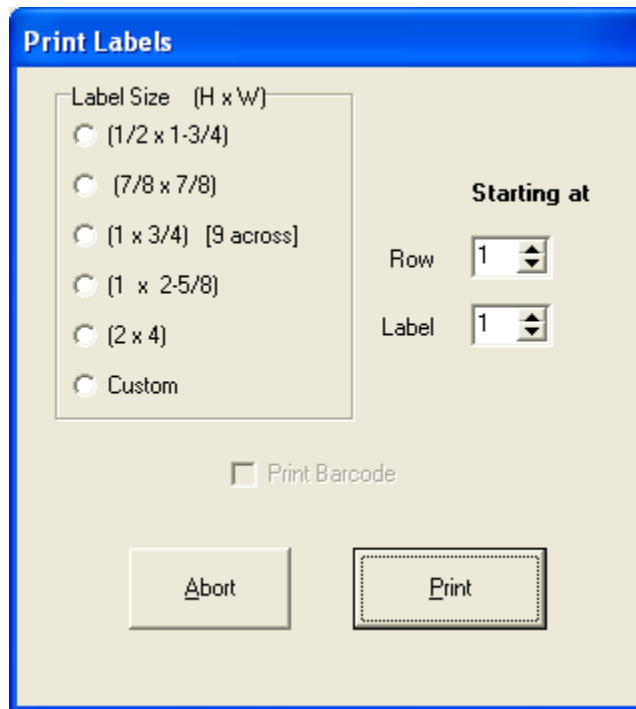 Print Labels
Label Size (H x W)
(1/2 x 1-3/4)
(7/8 x 7/8)
(1 x 3/4) [9 across]
(1 x 2-5/8)
(2 x 4)
Custom
Starting at
Row 1
Label 1
Print Barcode
Abort Print